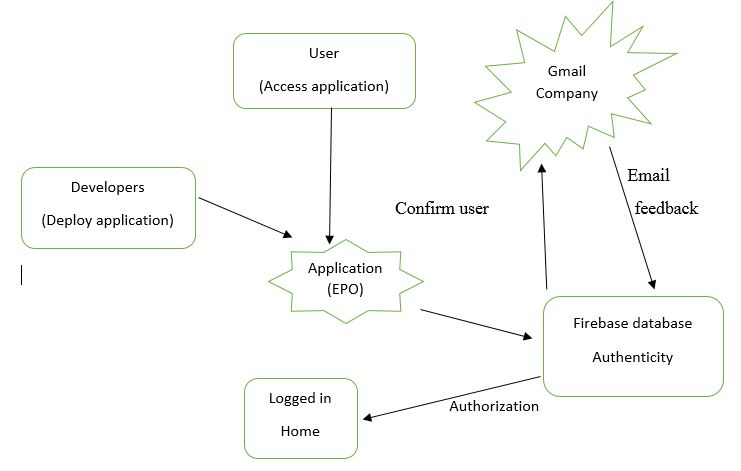 User
(Access application)
Gmail
Company
Developers
(Deploy application)
Email
feedback
Confirm user
Application
(EPO)
Firebase database
Authenticity
Authorization
Logged in
Home